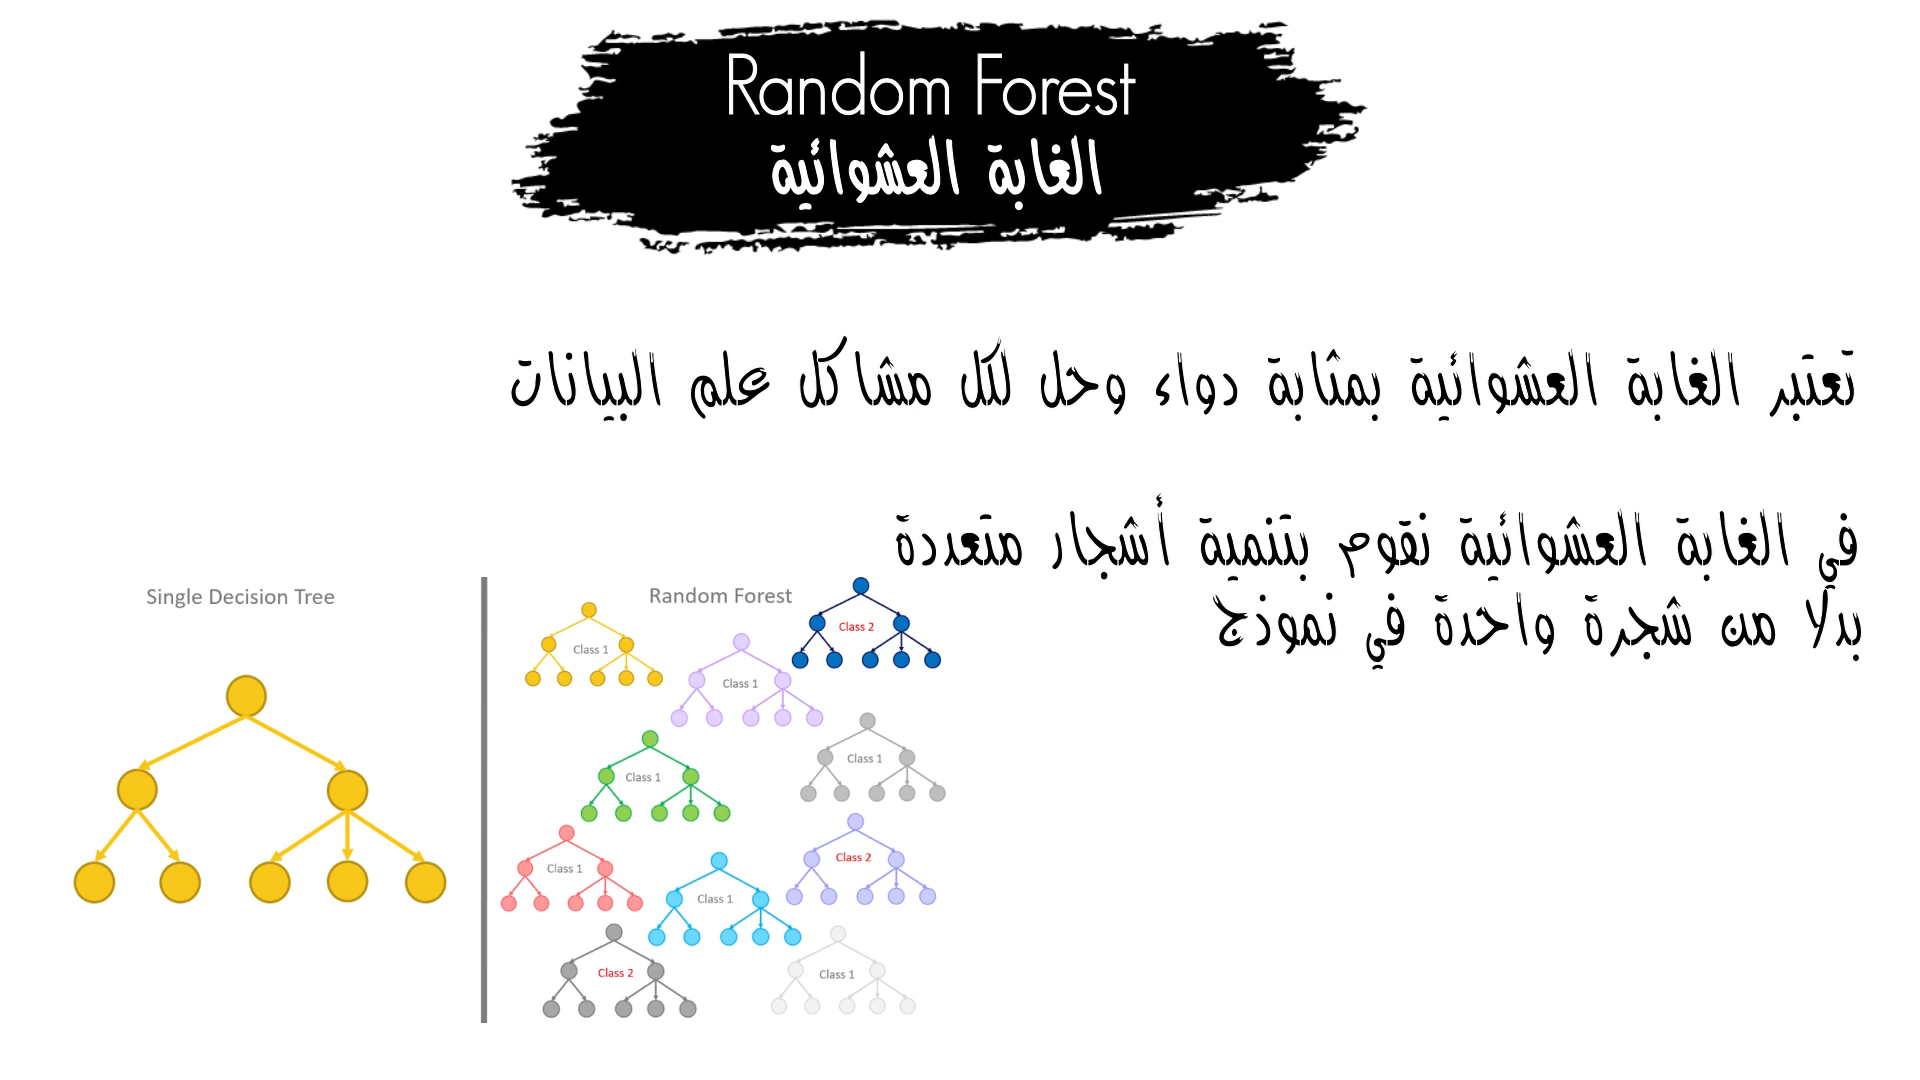 Random Forest
الغابة العشوائية
تعتبر الغابة العشوائية بمثابة دواء وحل لكل مشاكل علم البيانات
في الغابة العشوائية نقوم بتنمية أشجار متعددة
بدلا من شجرة واحدة في نموذج
Single Decision Tree
Random Forest
Class 2
Class 1
Class 1
Class 1
Class 1
Class 2
Class 1
Class 1
Class 2
Class 1